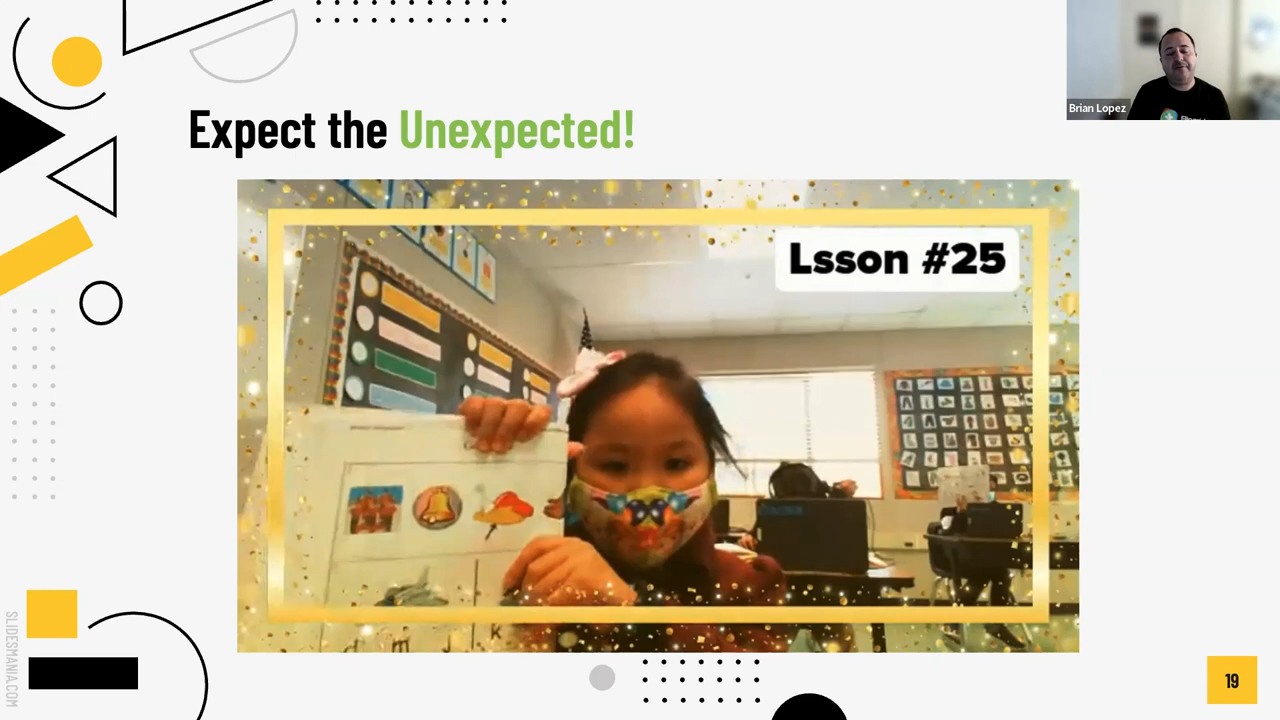 Expect the Unexpected!
Brian Lopez
Lsson #25
k
m
SLIDESMANIA.COM
19